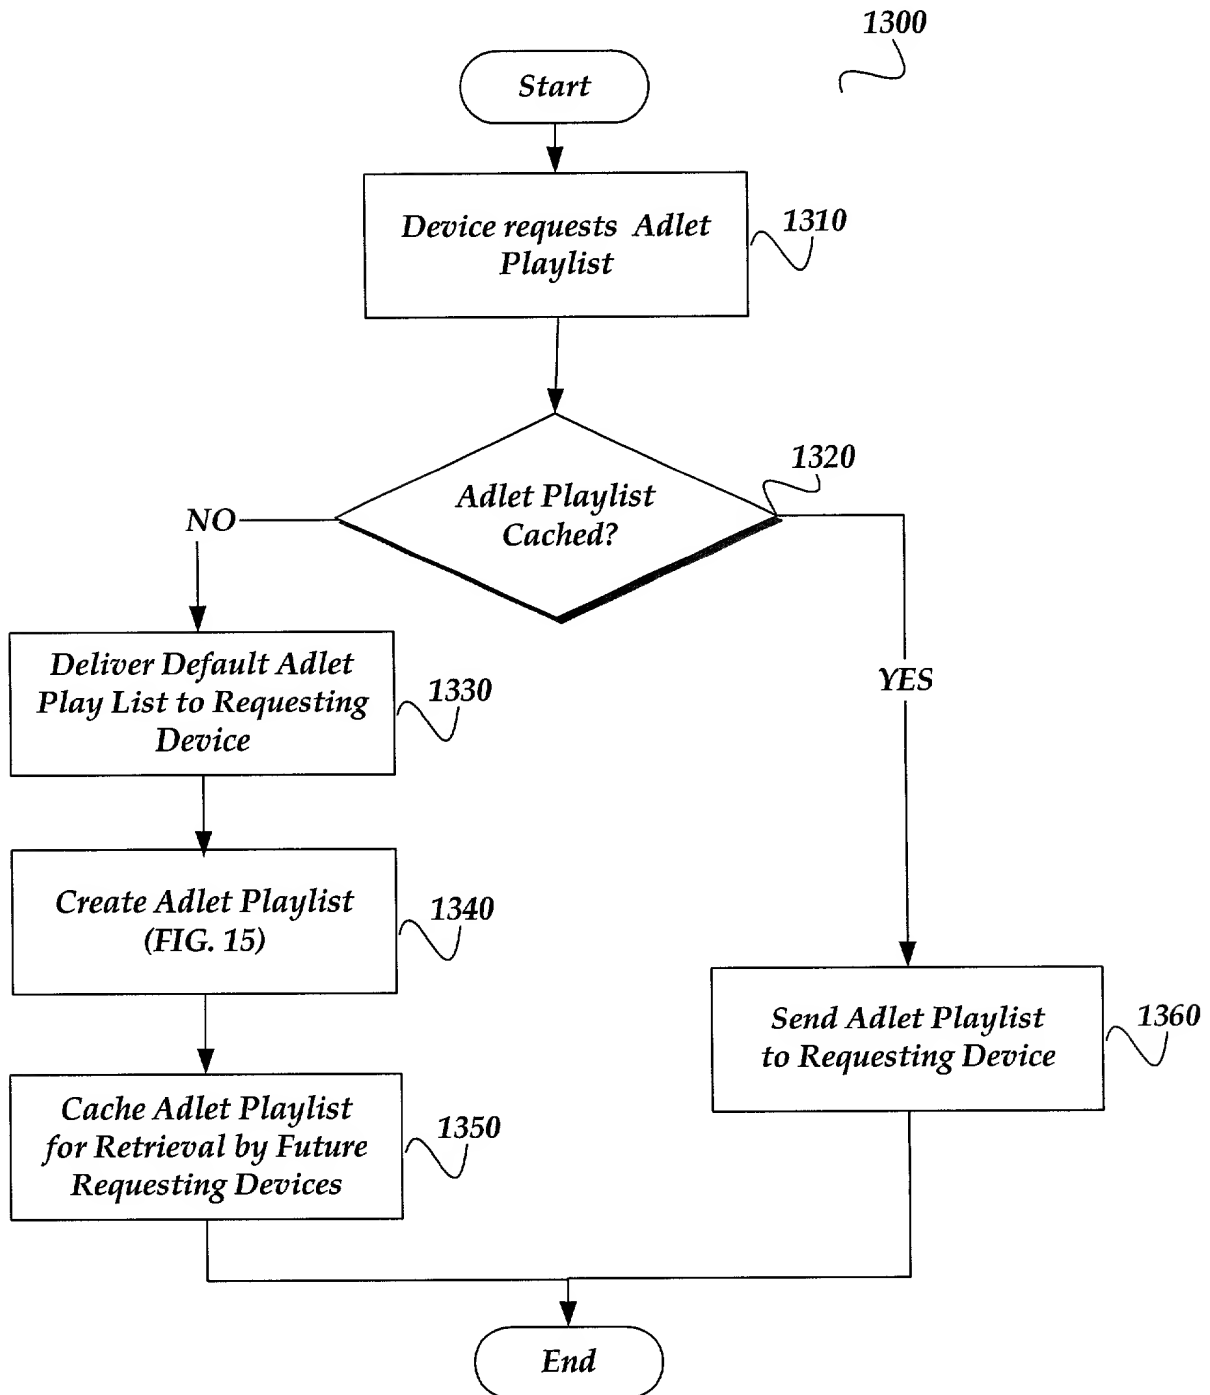 1300
Start
Device requests Adlet
Playlist
1310
Adlet Playlist
Cached?
1320
NO
YES
Deliver Default Adlet
Play List to Requesting
Device
1330
Create Adlet Playlist
(FIG. 15)
1340
Send Adlet Playlist
to Requesting Device
1360
Cache Adlet Playlist
for Retrieval by Future
Requesting Devices
1350
End